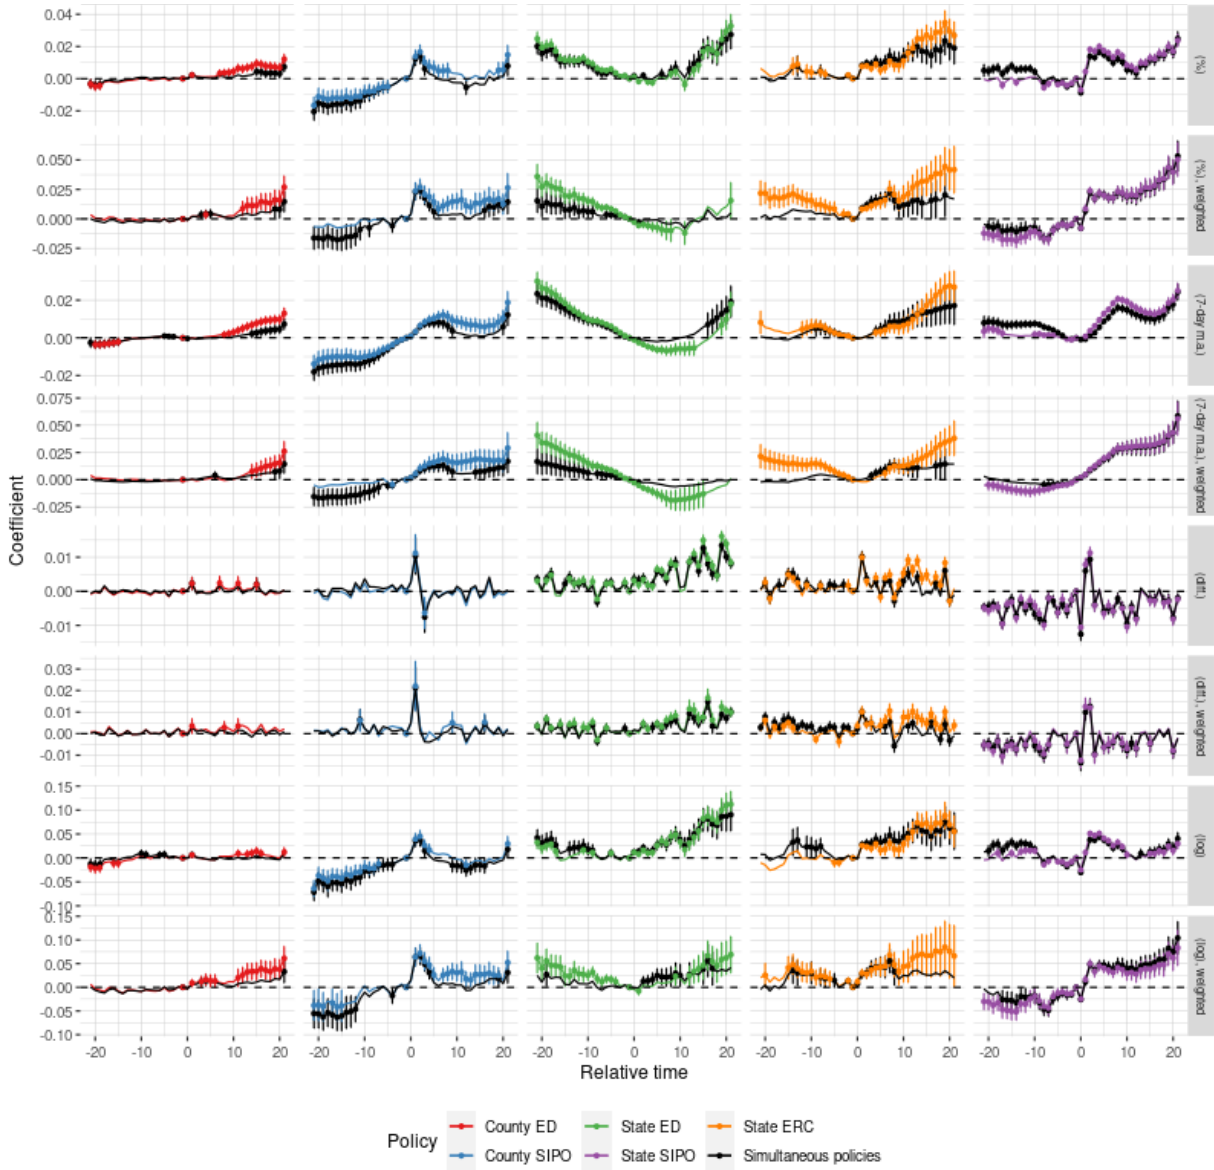 0.04
0.02
0.00
-0.02
(%)
0.050
0.025
0.000
-0.025
(%), weighted
0.02
0.00
-0.02
(7-day m.a.)
0.075
0.050
0.025
0.000
-0.025
(7-day m.a.), weighted
Coefficient
0.01
0.00
-0.01
(diff.)
0.03
0.02
0.01
0.00
-0.01
(diff.), weighted
0.15
0.10
0.05
0.00
-0.05
-0.10
(log)
0.15
0.10
0.05
0.00
-0.05
-0.10
(log), weighted
-20 -10 0 10 20 -20 -10 0 10 20 -20 -10 0 10 20 -20 -10 0 10 20 -20 -10 0 10 20
Relative time
Policy
County ED State ED State ERC
County SIPO State SIPO Simultaneous policies